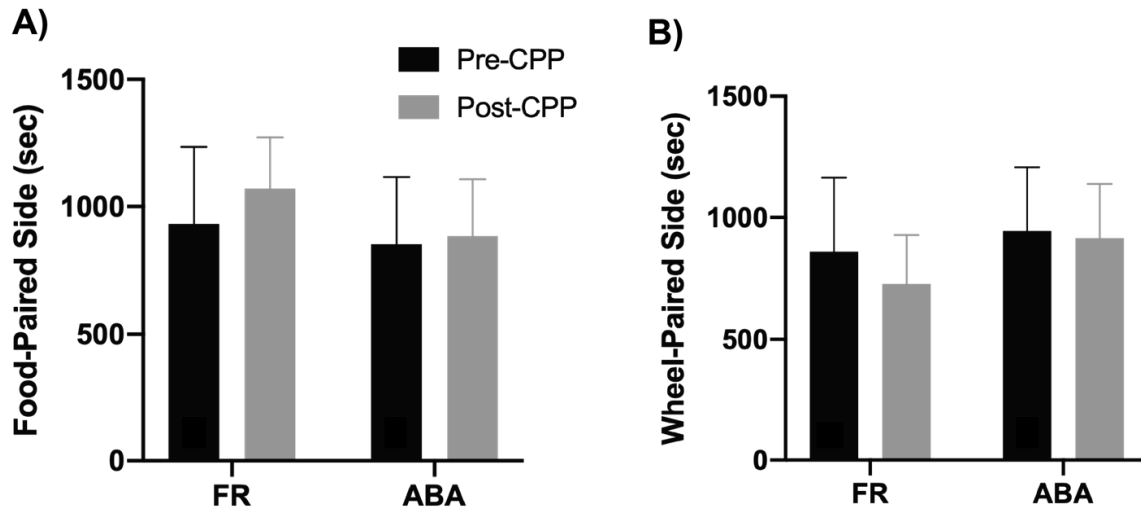 A)
Food-Paired Side (sec)
1500
1000
500
0
FR
ABA
Pre-CPP
Post-CPP
B)
Wheel-Paired Side (sec)
1500
1000
500
0
FR
ABA